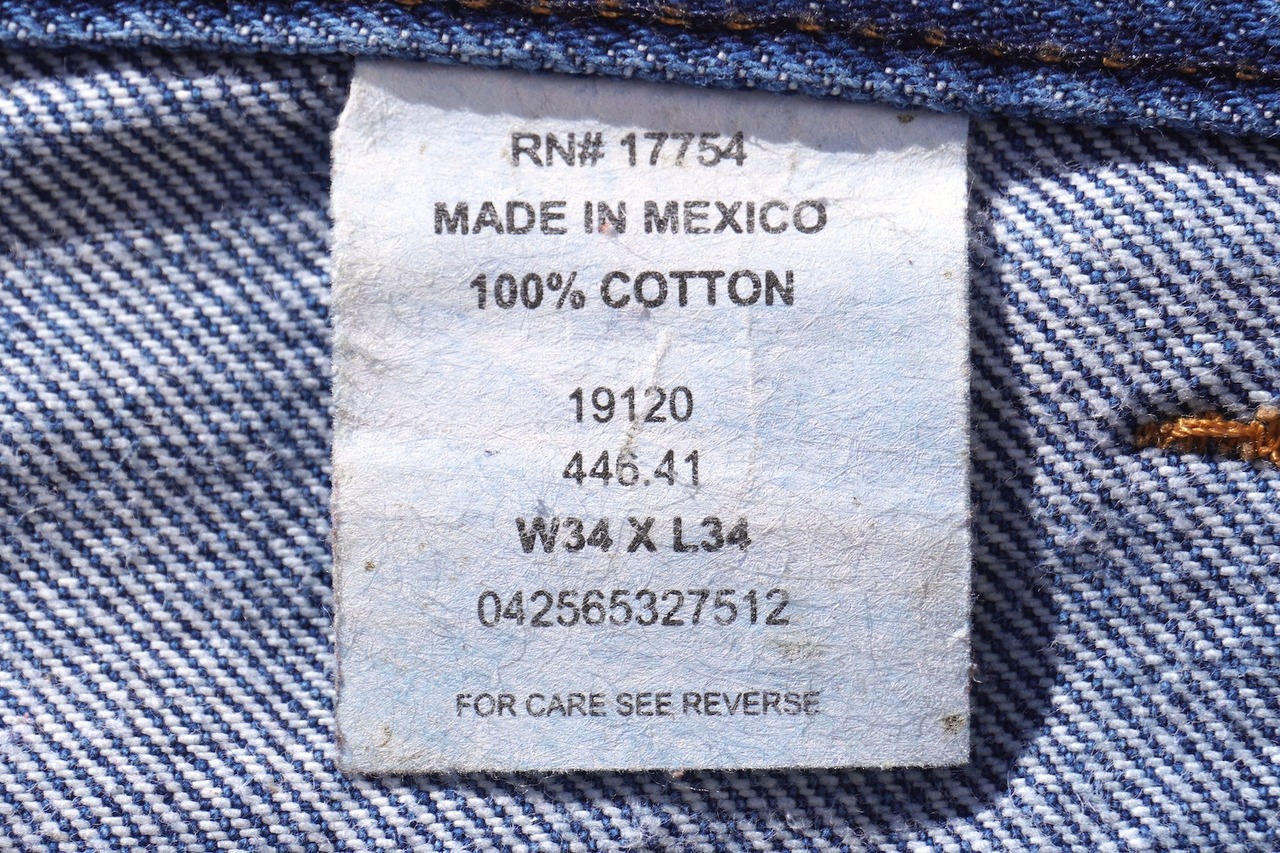 RN# 17754
MADE IN MEXICO
100% COTTON
19120
446.41
W34 X L34
042565327512
FOR CARE SEE REVERSE